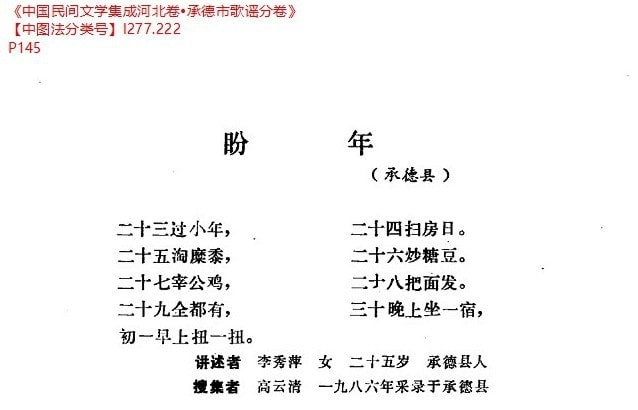 《中国民间文学集成河北卷•承德市歌谣分卷》
【中图法分类号】I277.222
P145
盼 年
(承德县)
二十三过小年, 二十四扫房日。
二十五淘糜黍, 二十六炒糖豆。
二十七宰公鸡, 二十八把面发。
二十九仝都有, 三十晚上坐一宿,
初一早上扭一扭。
讲述者 李秀萍 女 二十五岁 承德县人
搜集者 高云清 一九八六年采录于承德县